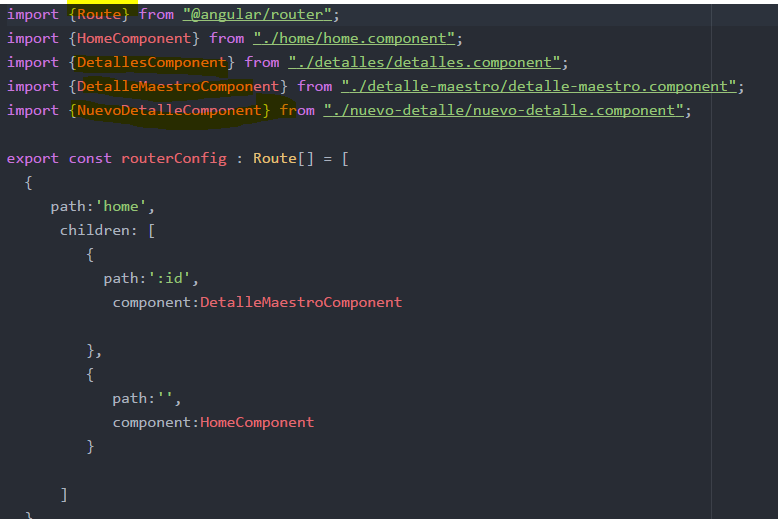 import {Route} from "@angular/router";
import {HomeComponent} from "./home/home.component";
import {DetallesComponent} from "./detalles/detalles.component";
import {DetalleMaestroComponent} from "./detalle-maestro/detalle-maestro.component";
import {NuevoDetalleComponent} from "./nuevo-detalle/nuevo-detalle.component";
export const routerConfig : Route[] = [
{
path:'home',
children: [
{
path:':id',
component:DetalleMaestroComponent
},
{
path:'',
component:HomeComponent
}
]
}